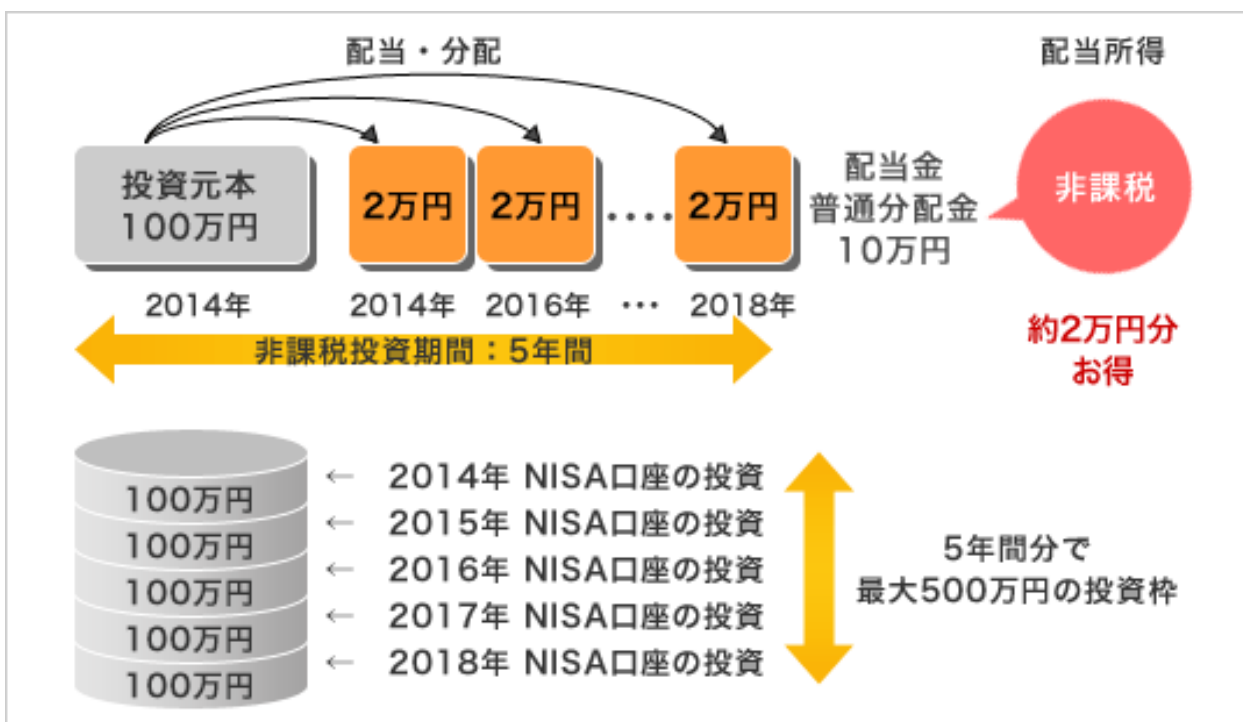 配当・分配
配当所得
投資元本
100万円
2万円
2万円
‥‥
2万円
配当金
普通分配金
10万円
非課税
2014年
2014年
2016年
…
2018年
非課税投資期間：5年間
約2万円分
お得
100万円
100万円
100万円
100万円
100万円
← 2014年 NISA口座の投資
← 2015年 NISA口座の投資
← 2016年 NISA口座の投資
← 2017年 NISA口座の投資
← 2018年 NISA口座の投資
5年間分で
最大500万円の投資枠